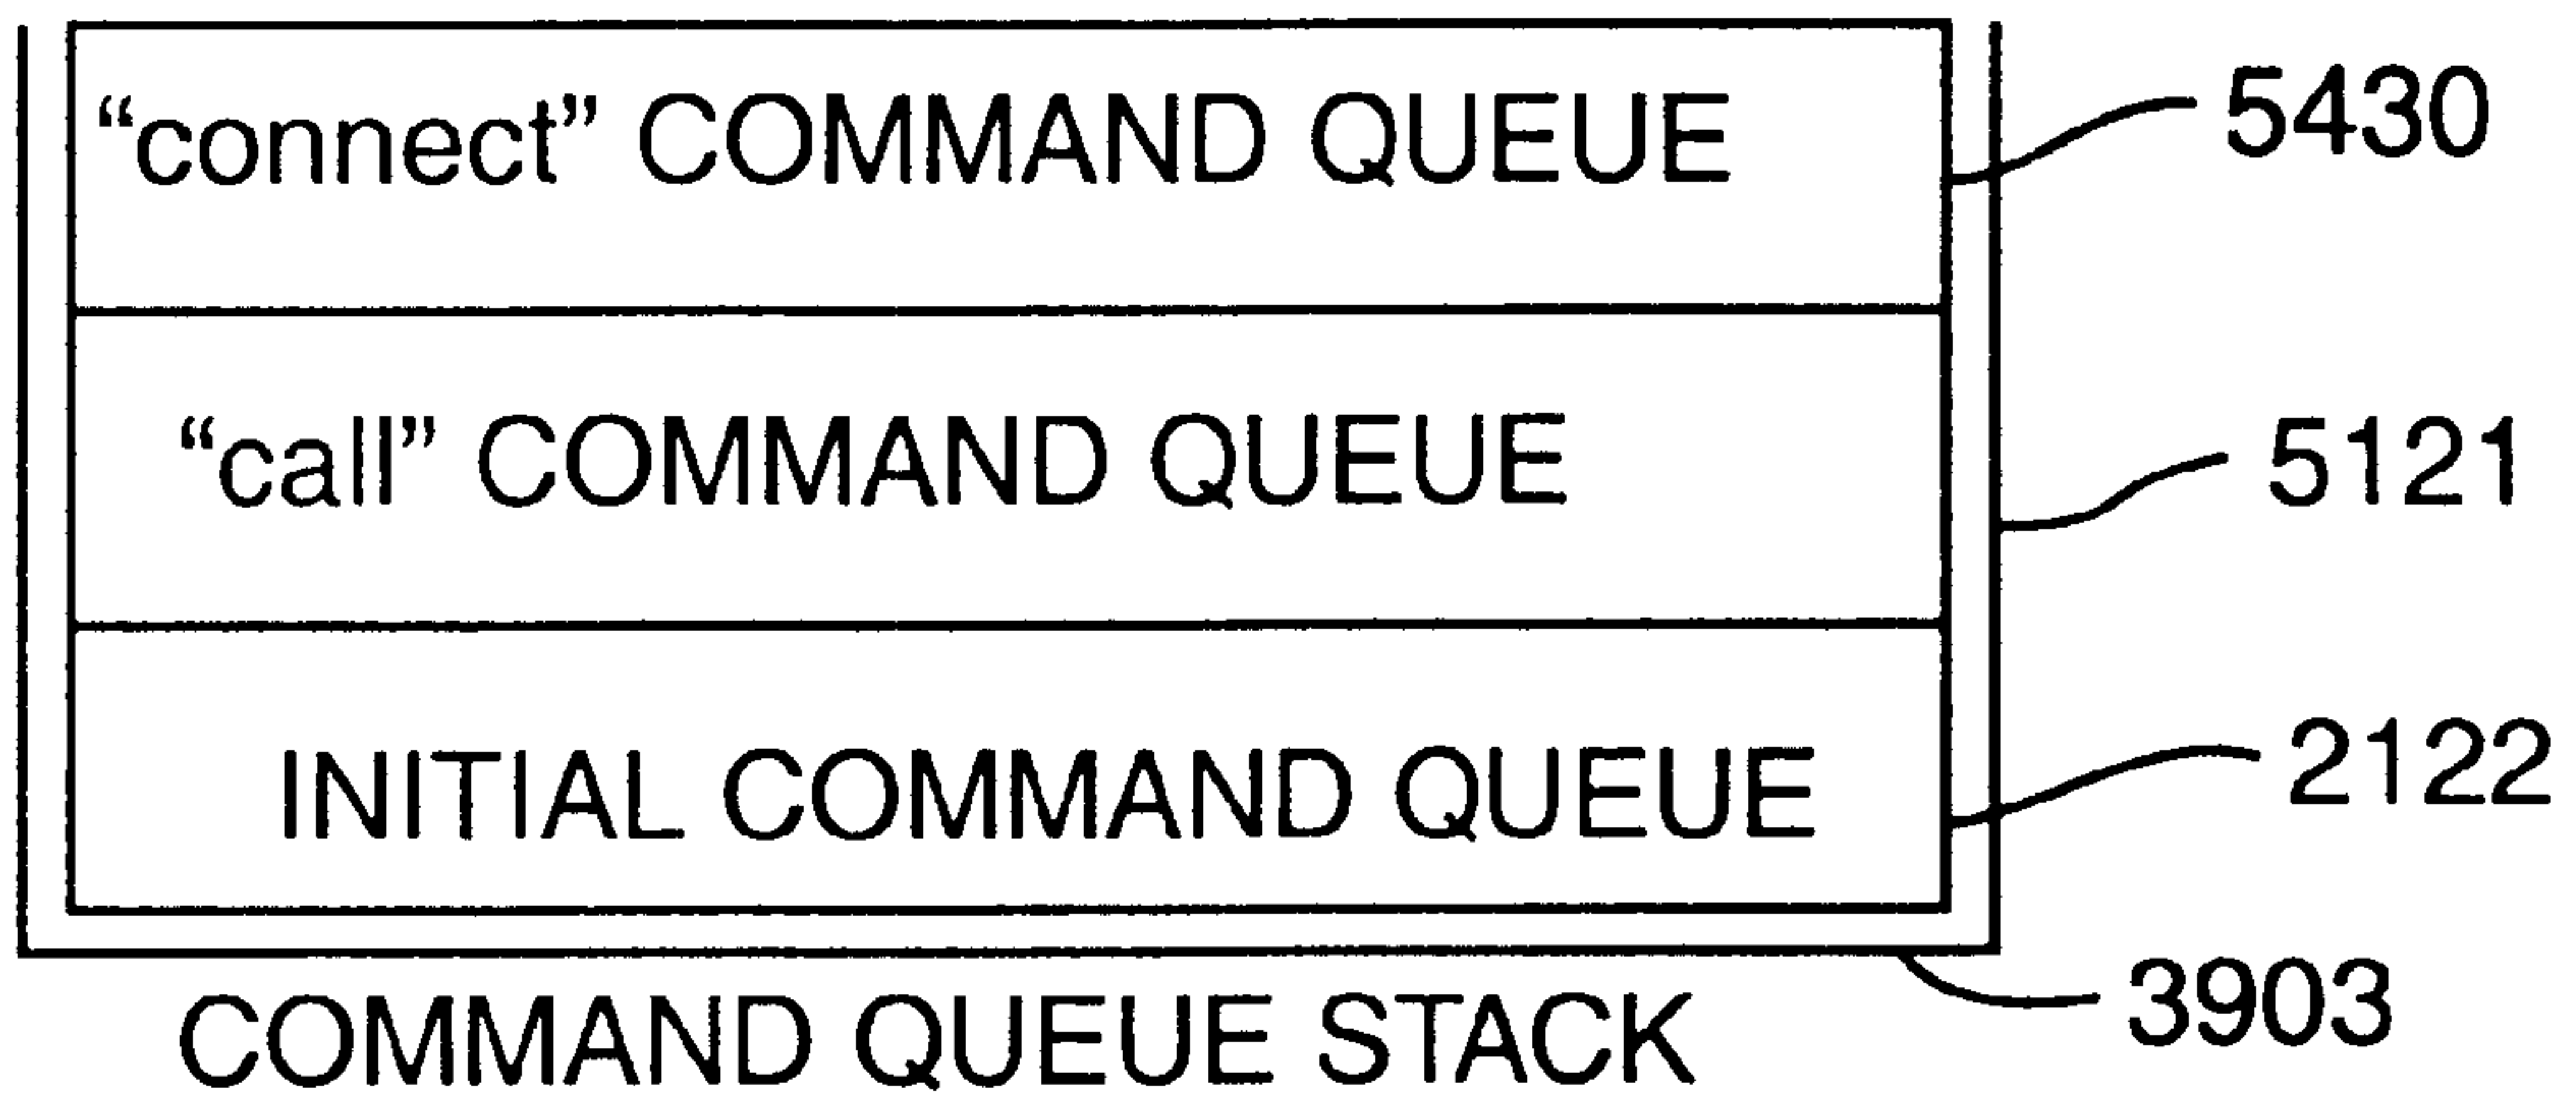 “connect” COMMAND QUEUE 5430
“call” COMMAND QUEUE 5121
INITIAL COMMAND QUEUE 2122
3903
COMMAND QUEUE STACK